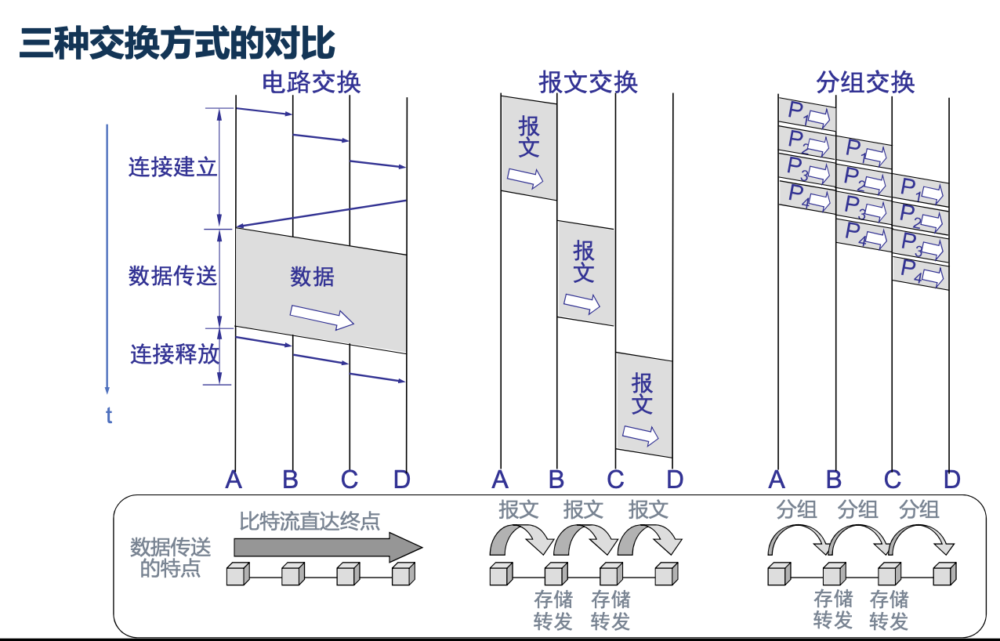 三种交换方式的对比
电路交换
报文交换
分组交换
连接建立
数据传送
连接释放
t
数据
A B C D
报
文
报
文
报
文
A B C D
P1
P2
P3
P4
P1
P2
P3
P4
P1
P2
P3
P4
A B C D
数据传送
的特点
比特流直达终点
报文 报文 报文
存储 存储
转发 转发
分组 分组 分组
存储 存储
转发 转发